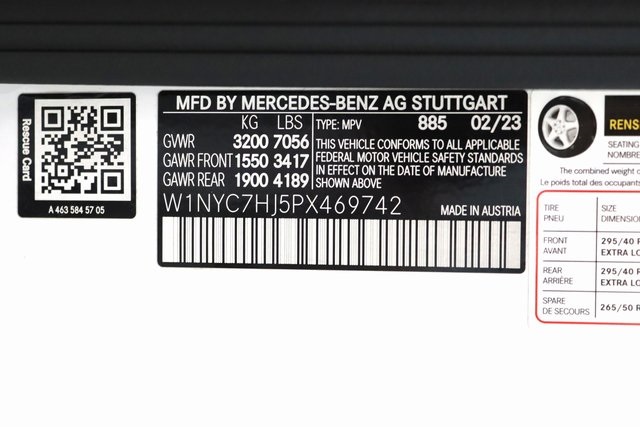 Rescue Card
A 463 584 57 05
MFD BY MERCEDES-BENZ AG STUTTGART
KG LBS TYPE: MPV 885 02/23
GVWR 3200 7056
GAWR FRONT 1550 3417
GAWR REAR 1900 4189
THIS VEHICLE CONFORMS TO ALL APPLICABLE
FEDERAL MOTOR VEHICLE SAFETY STANDARDS
IN EFFECT ON THE DATE OF MANUFACTURE
SHOWN ABOVE.
W1NYC7HJ5PX469742 MADE IN AUSTRIA
RENS
SEATING
NOMBRE
The combined weight
Le poids total des occupants
TIRE SIZE
PNEU DIMENSION
FRONT 295/40 R
AVANT EXTRA LO
REAR 295/40 R
ARRIÈRE EXTRA LO
SPARE 265/50 R
DE SECOURS